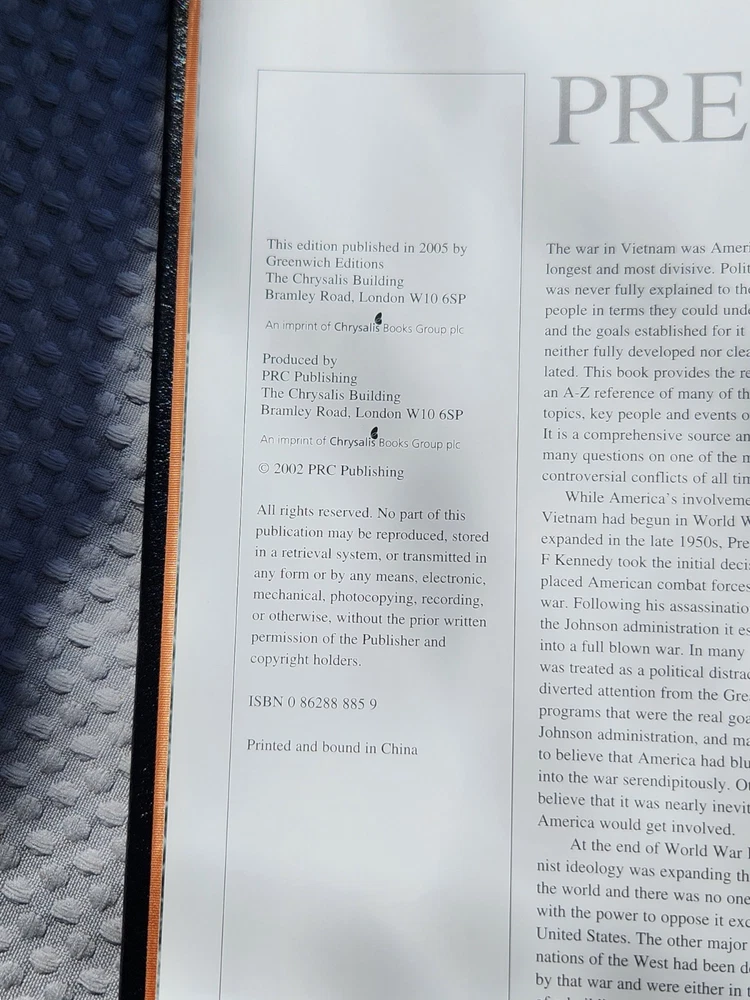 This edition published in 2005 by
Greenwich Editions
The Chrysalis Building
Bramley Road, London W10 6SP
An imprint of Chrysalis Books Group plc
Produced by
PRC Publishing
The Chrysalis Building
Bramley Road, London W10 6SP
An imprint of Chrysalis Books Group plc
© 2002 PRC Publishing
All rights reserved. No part of this
publication may be reproduced, stored
in a retrieval system, or transmitted in
any form or by any means, electronic,
mechanical, photocopying, recording,
or otherwise, without the prior written
permission of the Publisher and
copyright holders.
ISBN 0 86288 885 9
Printed and bound in China
PRE
The war in Vietnam was Amer
longest and most divisive. Polit
was never fully explained to the
people in terms they could unde
and the goals established for it
neither fully developed nor clea
lated. This book provides the re
an A-Z reference of many of th
topics, key people and events o
It is a comprehensive source an
many questions on one of the m
controversial conflicts of all tim
While America's involveme
Vietnam had begun in World W
expanded in the late 1950s, Pre
F Kennedy took the initial deci
placed American combat forces
war. Following his assassinatio
the Johnson administration it es
into a full blown war. In many
was treated as a political distrac
diverted attention from the Gre
programs that were the real goa
Johnson administration, and ma
to believe that America had blu
into the war serendipitously. O
believe that it was nearly inevit
America would get involved.
At the end of World War
nist ideology was expanding th
the world and there was no one
with the power to oppose it exc
United States. The other major
nations of the West had been d
by that war and were either in